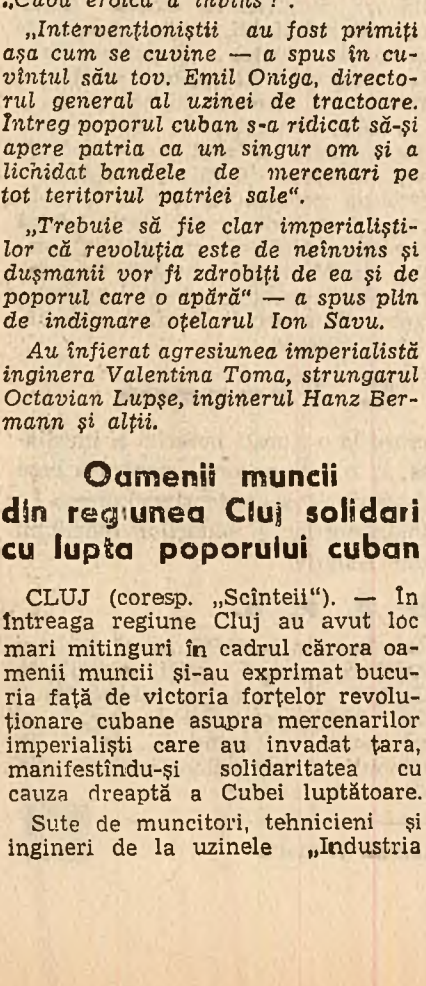 „Cuba eroică a învins!".
„Intervenționiștii au fost primiți
așa cum se cuvine — a spus în cu-
vîntul său tov. Emil Oniga, directo-
rul general al uzinei de tractoare.
Întreg poporul cuban s-a ridicat să-și
apere patria ca un singur om și a
lichidat bandele de mercenari pe
tot teritoriul patriei sale“.
„Trebuie să fie clar imperialiști-
lor că revoluția este de neînvins și
dușmanii vor fi zdrobiți de ea și de
poporul care o apără“ — a spus plin
de indignare oțelarul Ion Savu.
Au înfierat agresiunea imperialistă
inginera Valentina Toma, strungarul
Octavian Lupșe, inginerul Hanz Ber-
mann și alții.
Oamenii muncii
din regiunea Cluj solidari
cu lupta poporului cuban
CLUJ (coresp. „Scînteii“). — În
întreaga regiune Cluj au avut loc
mari mitinguri în cadrul cărora oa-
menii muncii și-au exprimat bucu-
ria față de victoria forțelor revolu-
ționare cubane asupra mercenarilor
imperialiști care au invadat țara,
manifestîndu-și solidaritatea cu
cauza dreaptă a Cubei luptătoare.
Sute de muncitori, tehnicieni și
ingineri de la uzinele „Industria